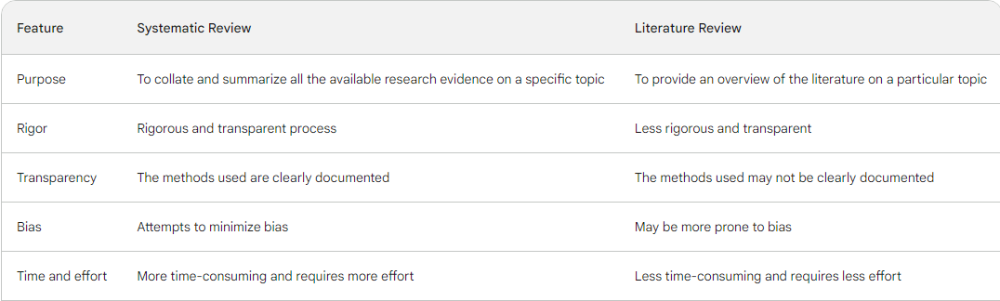 Feature Systematic Review Literature Review
Purpose To collate and summarize all the available research evidence on a specific topic To provide an overview of the literature on a particular topic
Rigor Rigorous and transparent process Less rigorous and transparent
Transparency The methods used are clearly documented The methods used may not be clearly documented
Bias Attempts to minimize bias May be more prone to bias
Time and effort More time-consuming and requires more effort Less time-consuming and requires less effort